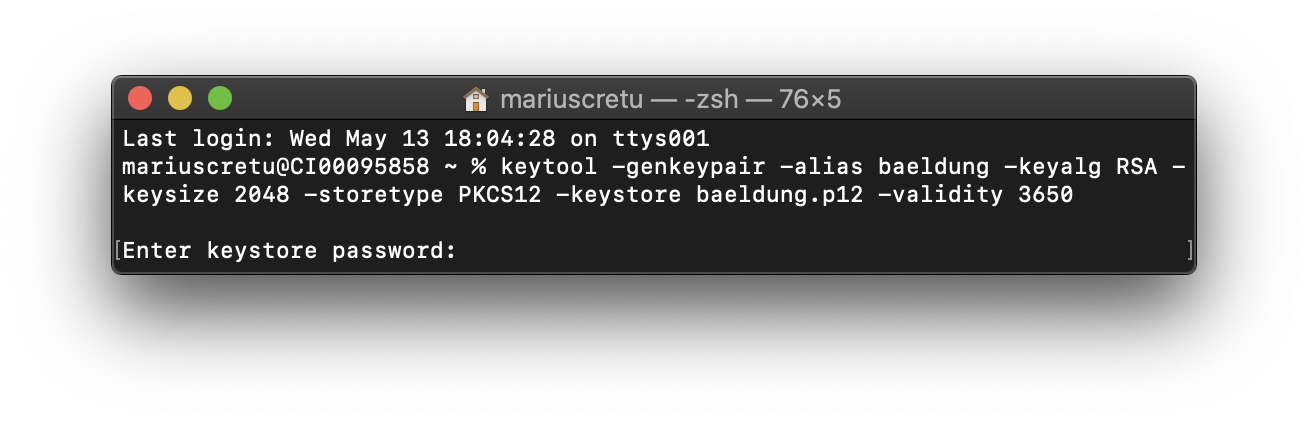 mariuscretu — -zsh — 76×5
Last login: Wed May 13 18:04:28 on ttys001
mariuscretu@CI00095858 ~ % keytool -genkeypair -alias baeldung -keyalg RSA -
keysize 2048 -storetype PKCS12 -keystore baeldung.p12 -validity 3650
[Enter keystore password: ]